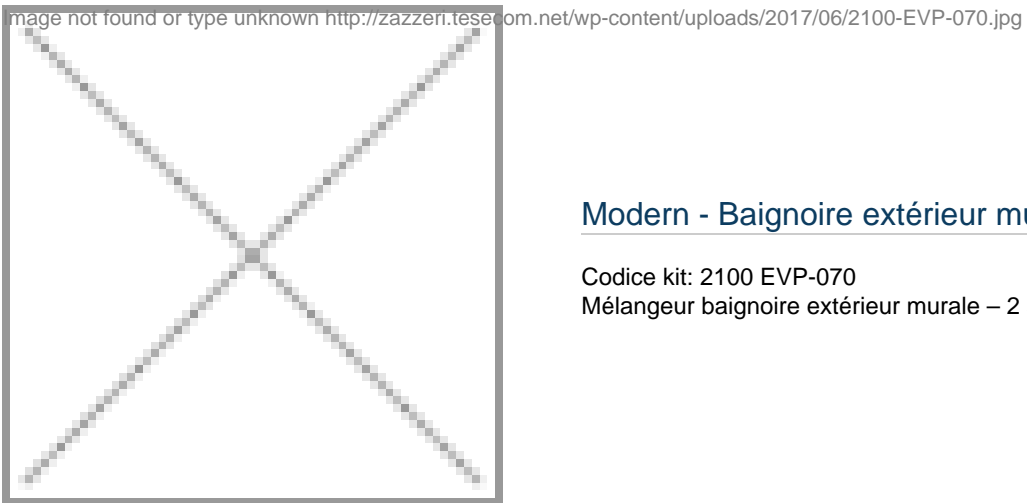 Image not found or type unknown http://zazzeri.tesecom.net/wp-content/uploads/2017/06/2100-EVP-070.jpg
Modern - Baignoire extérieur mu
Codice kit: 2100 EVP-070
Mélangeur baignoire extérieur murale – 2